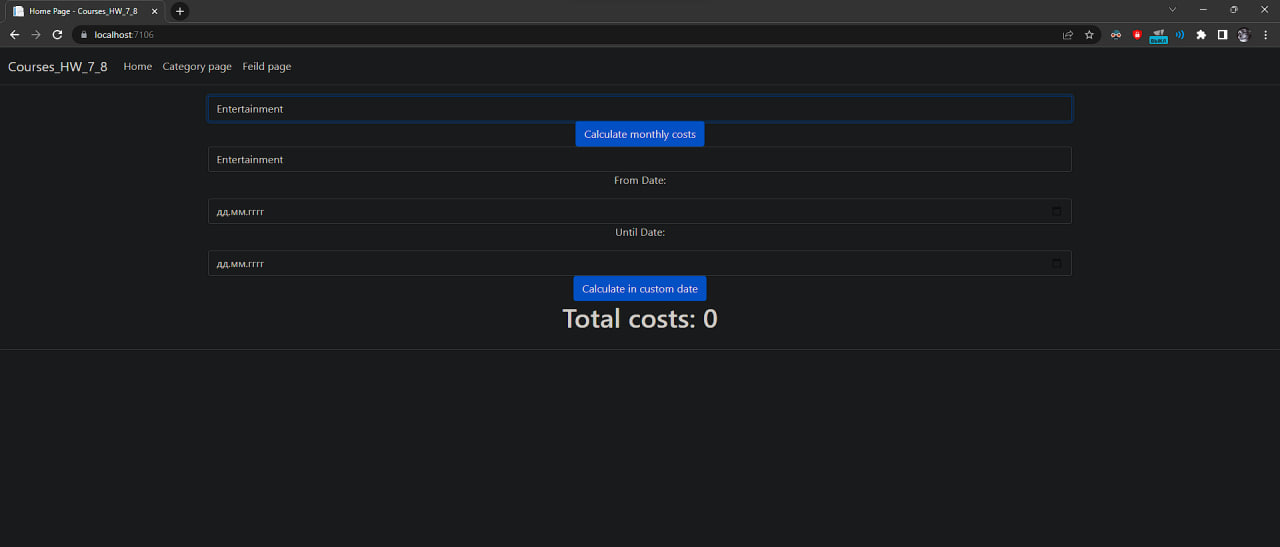 Home Page - Courses_HW_7_8
localhost:7106
Courses_HW_7_8 Home Category page Feild page
Entertainment
Calculate monthly costs
Entertainment
From Date:
дд.мм.гггг
Until Date:
дд.мм.гггг
Calculate in custom date
Total costs: 0